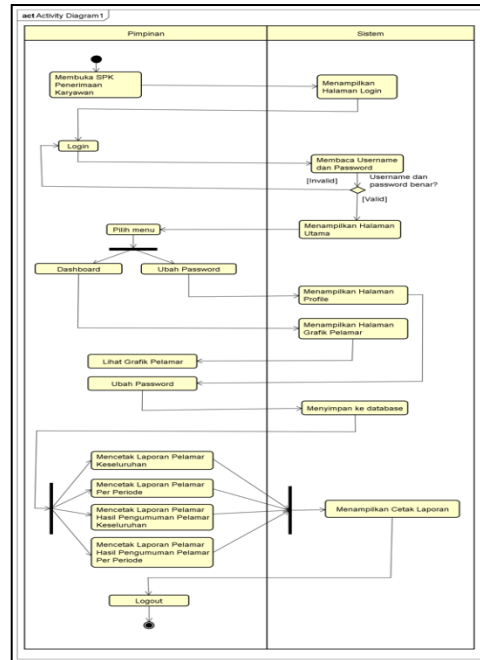 act Activity Diagram1
Pimpinan
Sistem
Membuka SPK
Penerimaan
Karyawan
Menampilkan
Halaman Login
Login
Membaca Username
dan Password
[Invalid]
Username dan
password benar?
[Valid]
Pilih menu
Menampilkan Halaman
Utama
Dashboard
Ubah Password
Menampilkan Halaman
Profile
Menampilkan Halaman
Grafik Pelamar
Lihat Grafik Pelamar
Ubah Password
Menyimpan ke database
Mencetak Laporan Pelamar
Keseluruhan
Mencetak Laporan Pelamar
Per Periode
Mencetak Laporan Pelamar
Hasil Pengumuman Pelamar
Keseluruhan
Mencetak Laporan Pelamar
Hasil Pengumuman Pelamar
Per Periode
Menampilkan Cetak Laporan
Logout